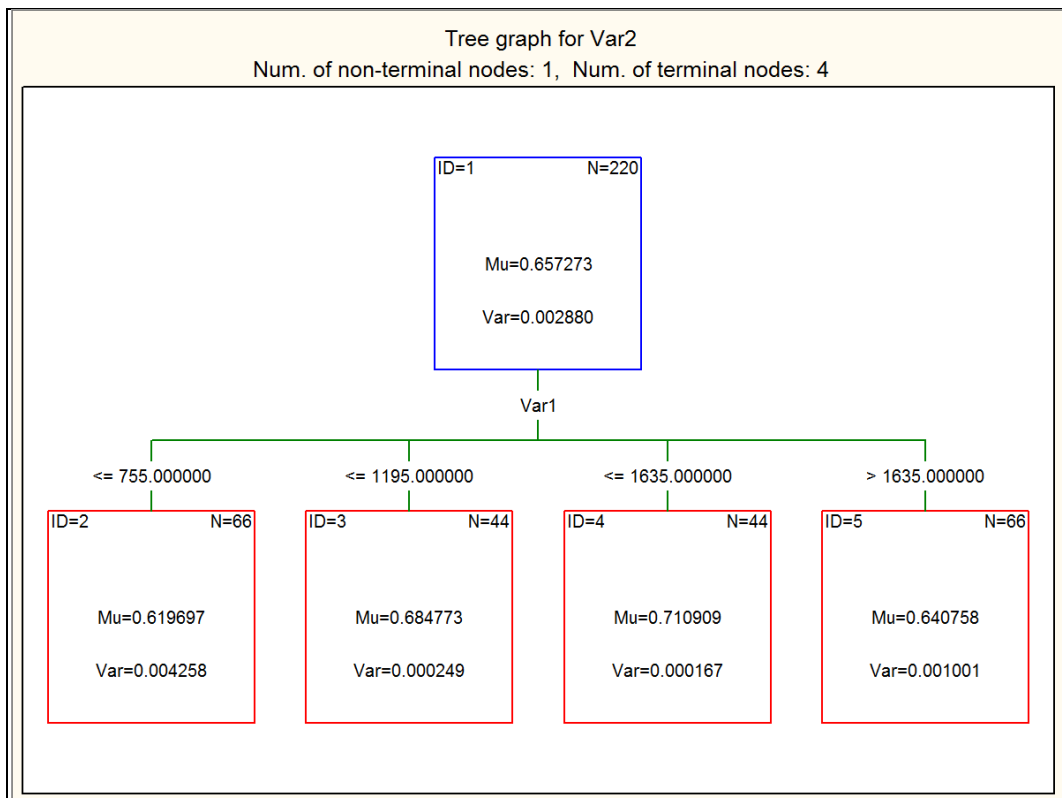 Tree graph for Var2
Num. of non-terminal nodes: 1,  Num. of terminal nodes: 4
ID=1 N=220
Mu=0.657273
Var=0.002880
Var1
<= 755.000000 <= 1195.000000 <= 1635.000000 > 1635.000000
ID=2 N=66 ID=3 N=44 ID=4 N=44 ID=5 N=66
Mu=0.619697 Mu=0.684773 Mu=0.710909 Mu=0.640758
Var=0.004258 Var=0.000249 Var=0.000167 Var=0.001001